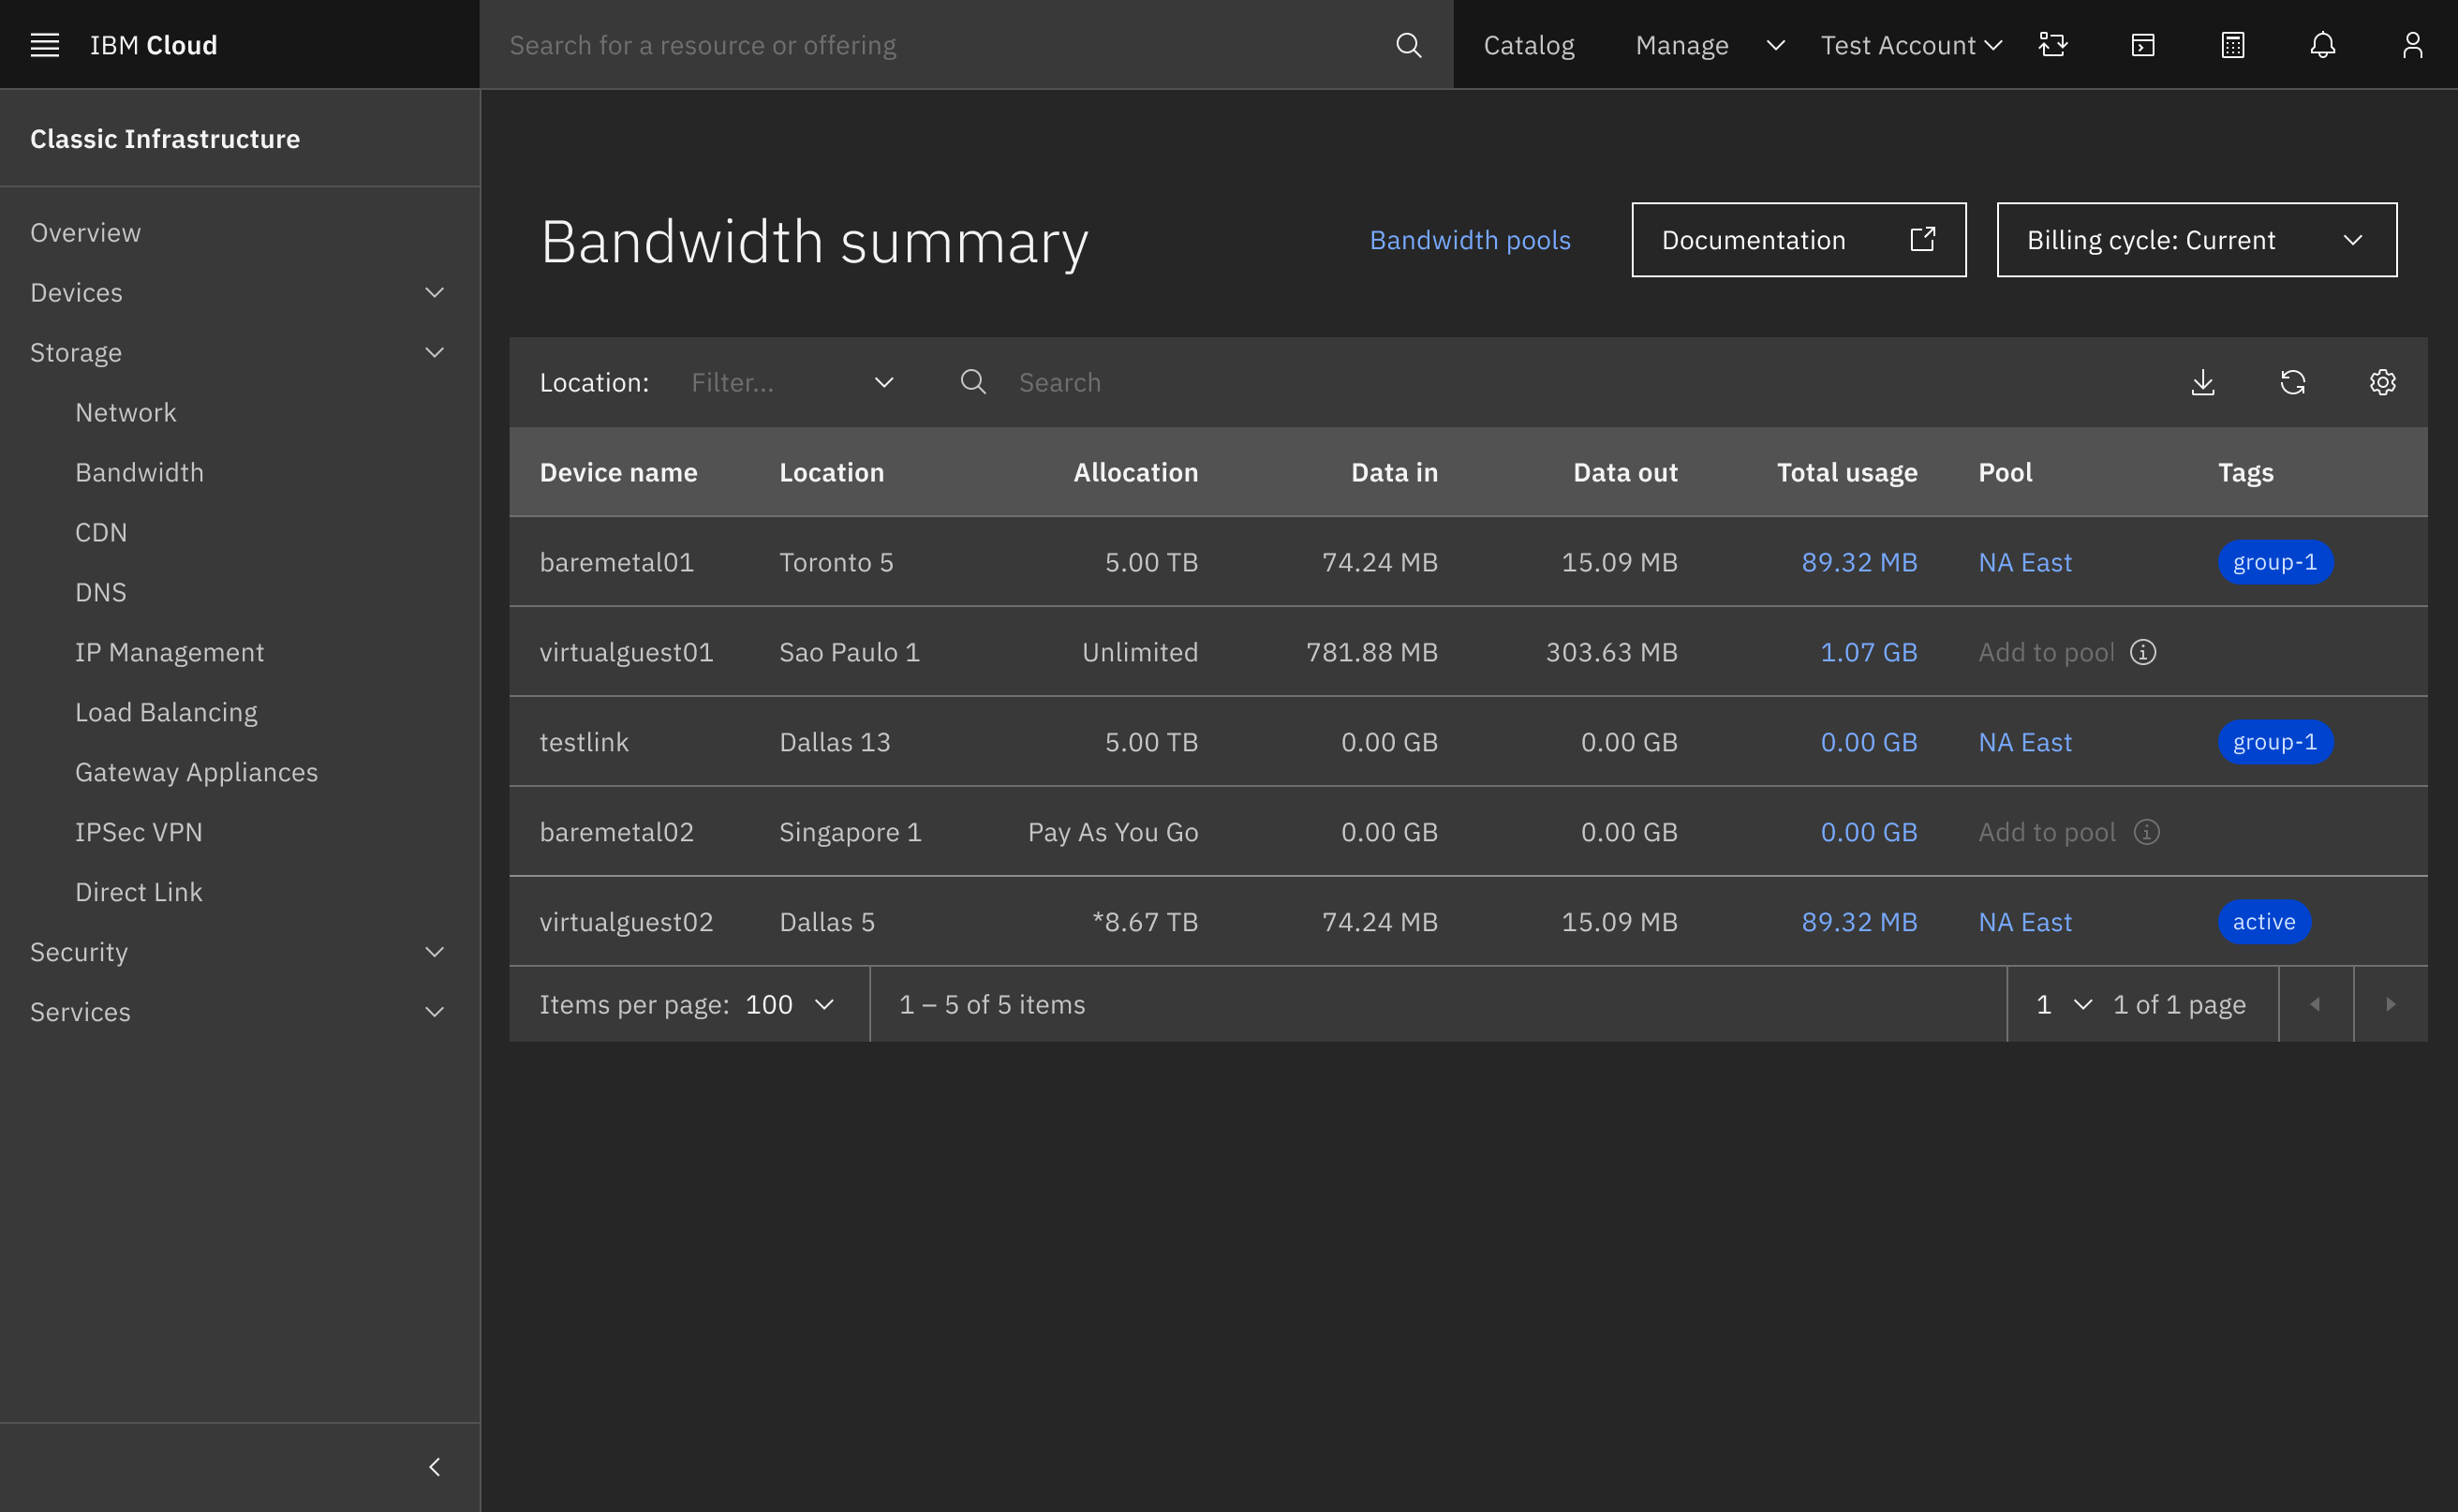 IBM Cloud
Search for a resource or offering
Catalog
Manage
Test Account
Classic Infrastructure
Overview
Devices
Storage
Network
Bandwidth
CDN
DNS
IP Management
Load Balancing
Gateway Appliances
IPSec VPN
Direct Link
Security
Services
Bandwidth summary
Bandwidth pools
Documentation
Billing cycle: Current
Location: Filter... Search
Device name Location Allocation Data in Data out Total usage Pool Tags
baremetal01 Toronto 5 5.00 TB 74.24 MB 15.09 MB 89.32 MB NA East group-1
virtualguest01 Sao Paulo 1 Unlimited 781.88 MB 303.63 MB 1.07 GB Add to pool
testlink Dallas 13 5.00 TB 0.00 GB 0.00 GB 0.00 GB NA East group-1
baremetal02 Singapore 1 Pay As You Go 0.00 GB 0.00 GB 0.00 GB Add to pool
virtualguest02 Dallas 5 *8.67 TB 74.24 MB 15.09 MB 89.32 MB NA East active
Items per page: 100 1 – 5 of 5 items 1 1 of 1 page